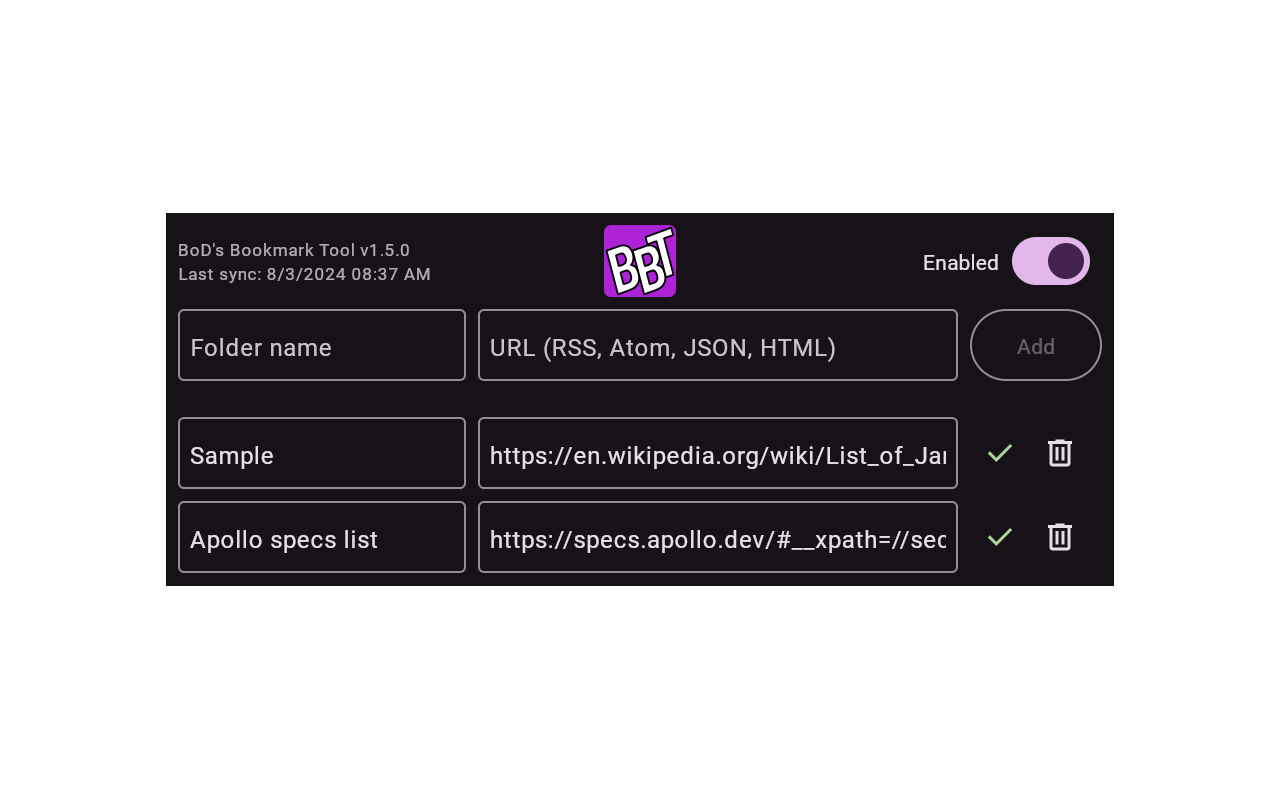 BoD's Bookmark Tool v1.5.0
Last sync: 8/3/2024 08:37 AM
BBT
Enabled
Folder name
URL (RSS, Atom, JSON, HTML)
Add
Sample
https://en.wikipedia.org/wiki/List_of_Jar
Apollo specs list
https://specs.apollo.dev/#__xpath=//sec